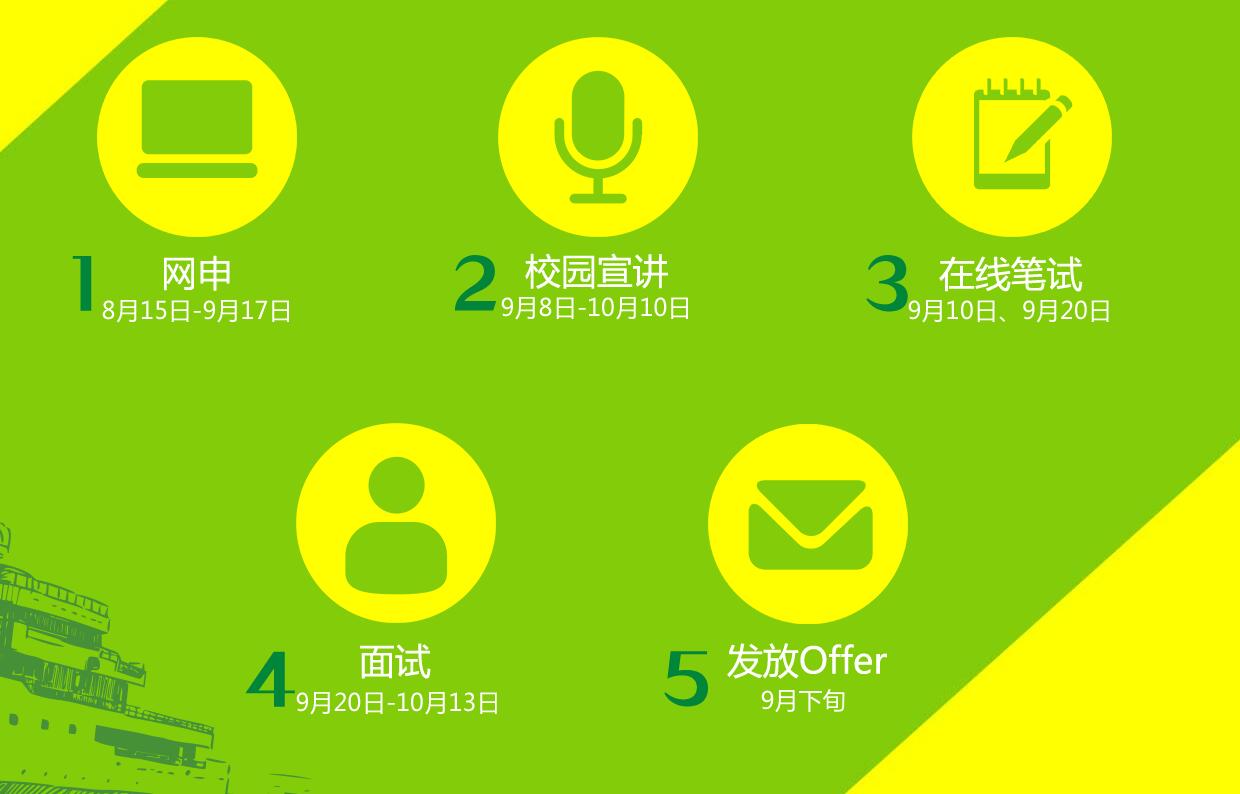 1
网申
8月15日-9月17日
2
校园宣讲
9月8日-10月10日
3
在线笔试
9月10日、9月20日
4
面试
9月20日-10月13日
5
发放Offer
9月下旬